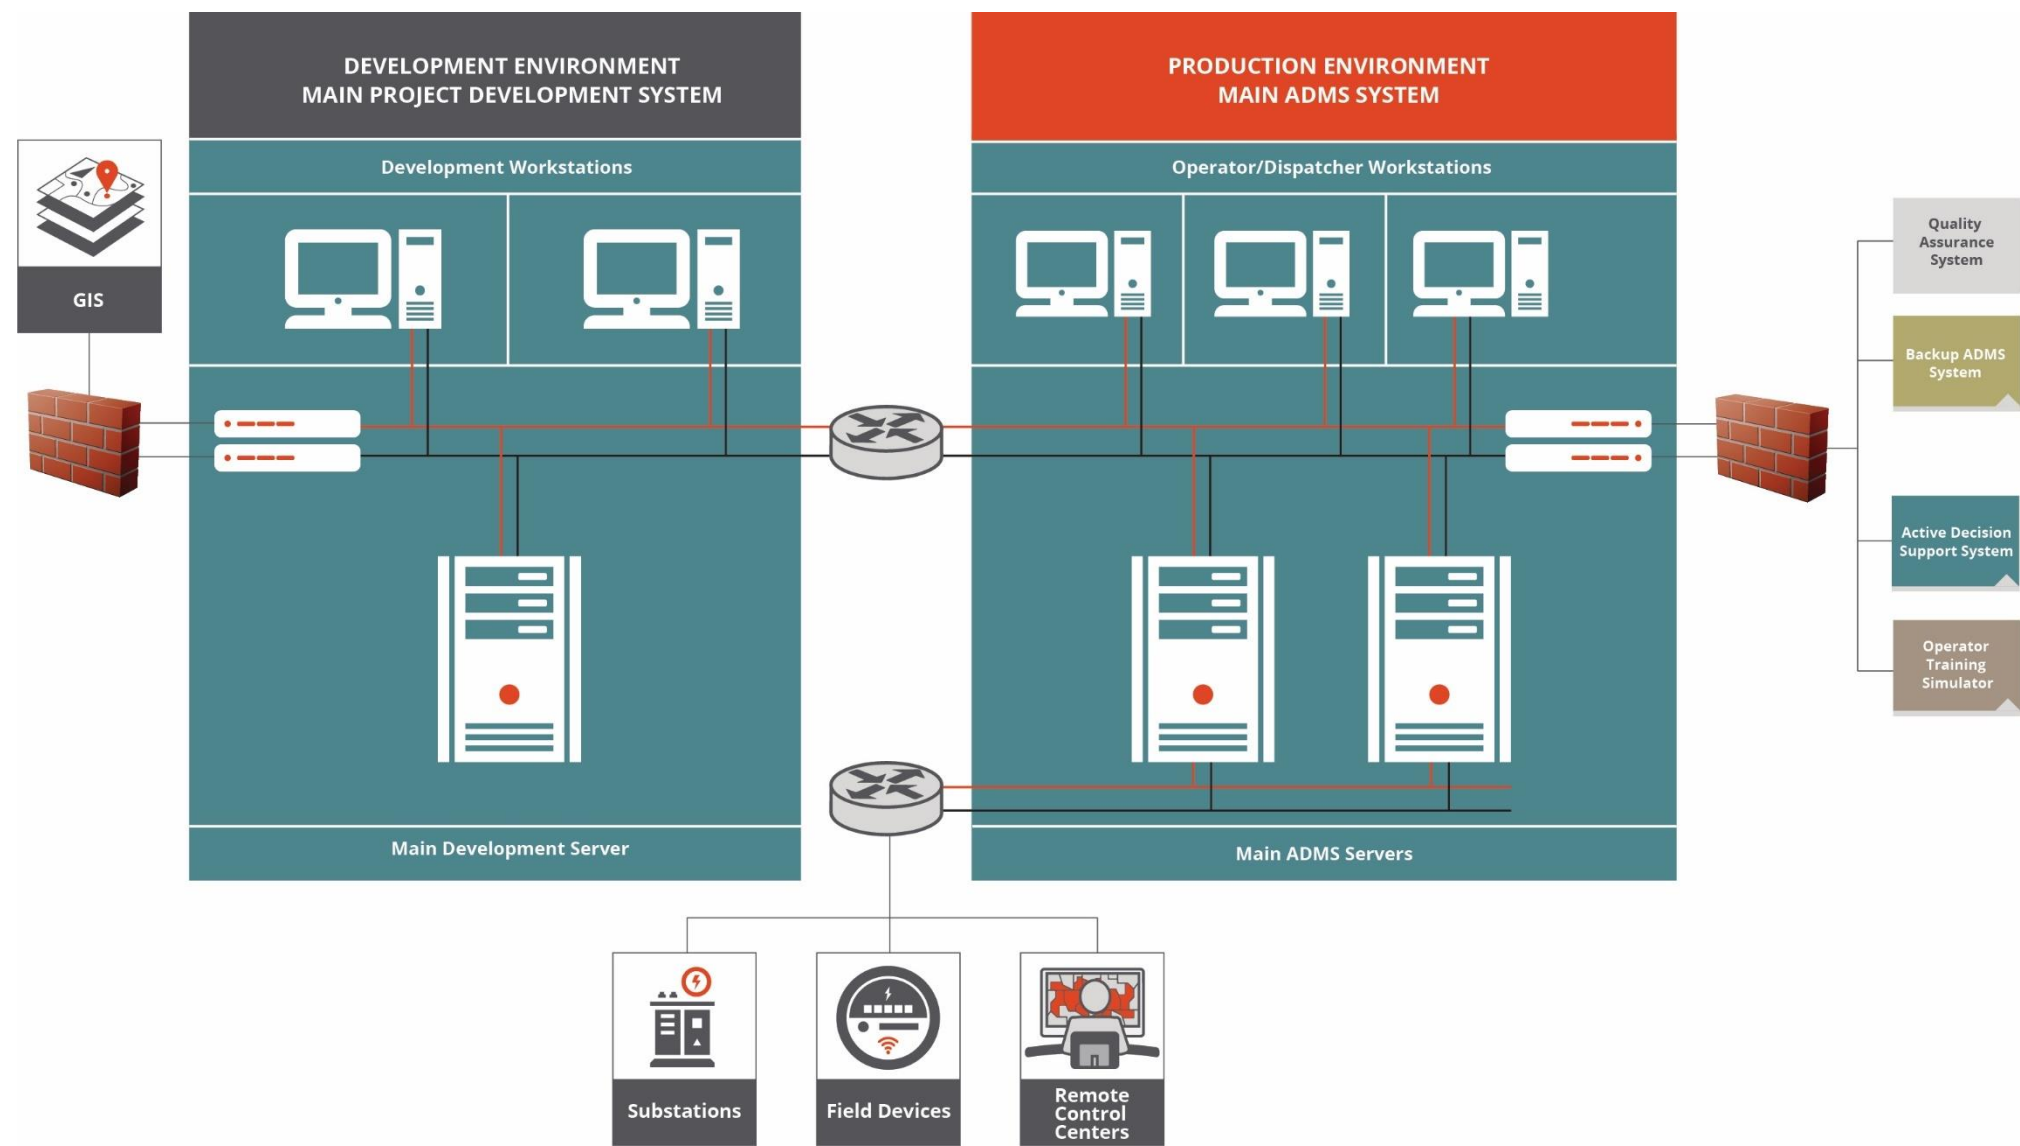 DEVELOPMENT ENVIRONMENT
MAIN PROJECT DEVELOPMENT SYSTEM
Development Workstations
GIS
Main Development Server
PRODUCTION ENVIRONMENT
MAIN ADMS SYSTEM
Operator/Dispatcher Workstations
Main ADMS Servers
Quality
Assurance
System
Backup ADMS
System
Active Decision
Support System
Operator
Training
Simulator
Substations
Field Devices
Remote
Control
Centers